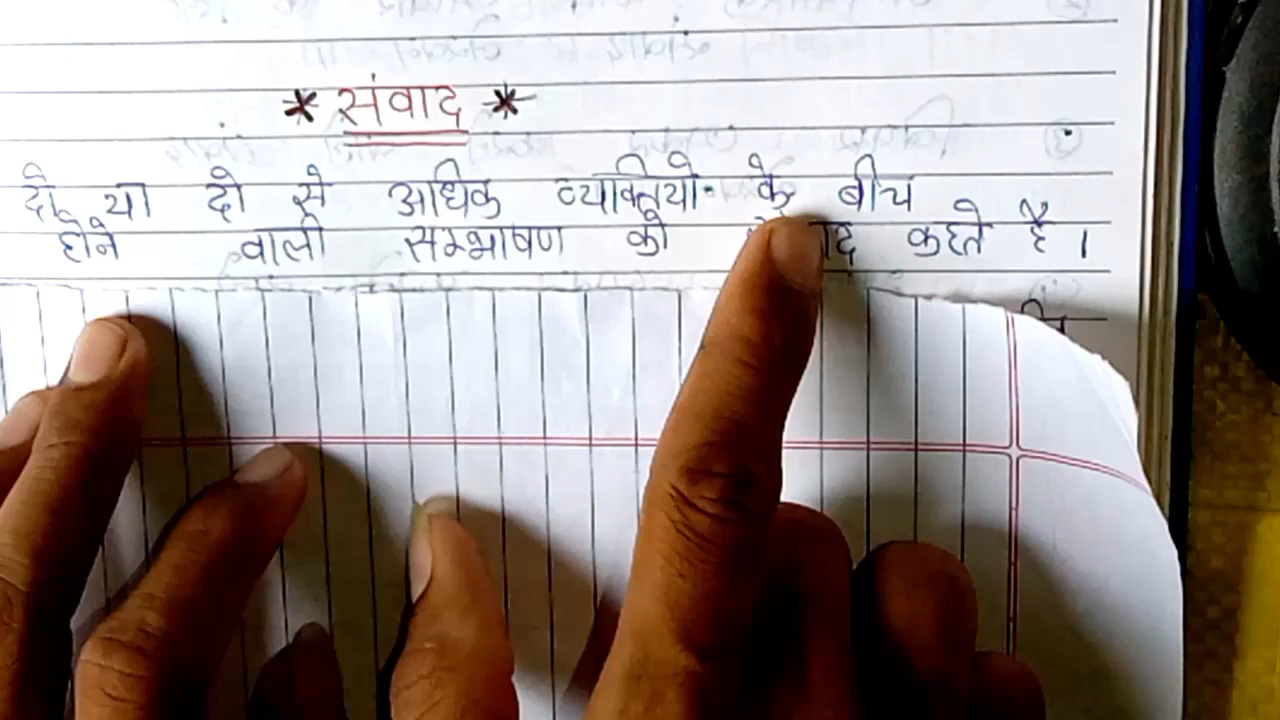 * संवाद *
दो या दो से अधिक व्यक्तियो के बीच
होने वाली सम्भाषण को कहते है ।